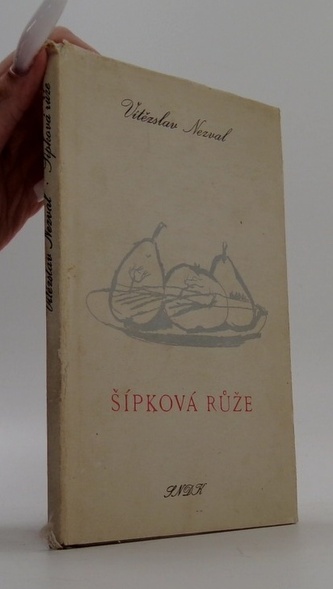 Vítězslav Nezval
ŠÍPKOVÁ RŮŽE
SNDK
Vítězslav Nezval · Šípková růže